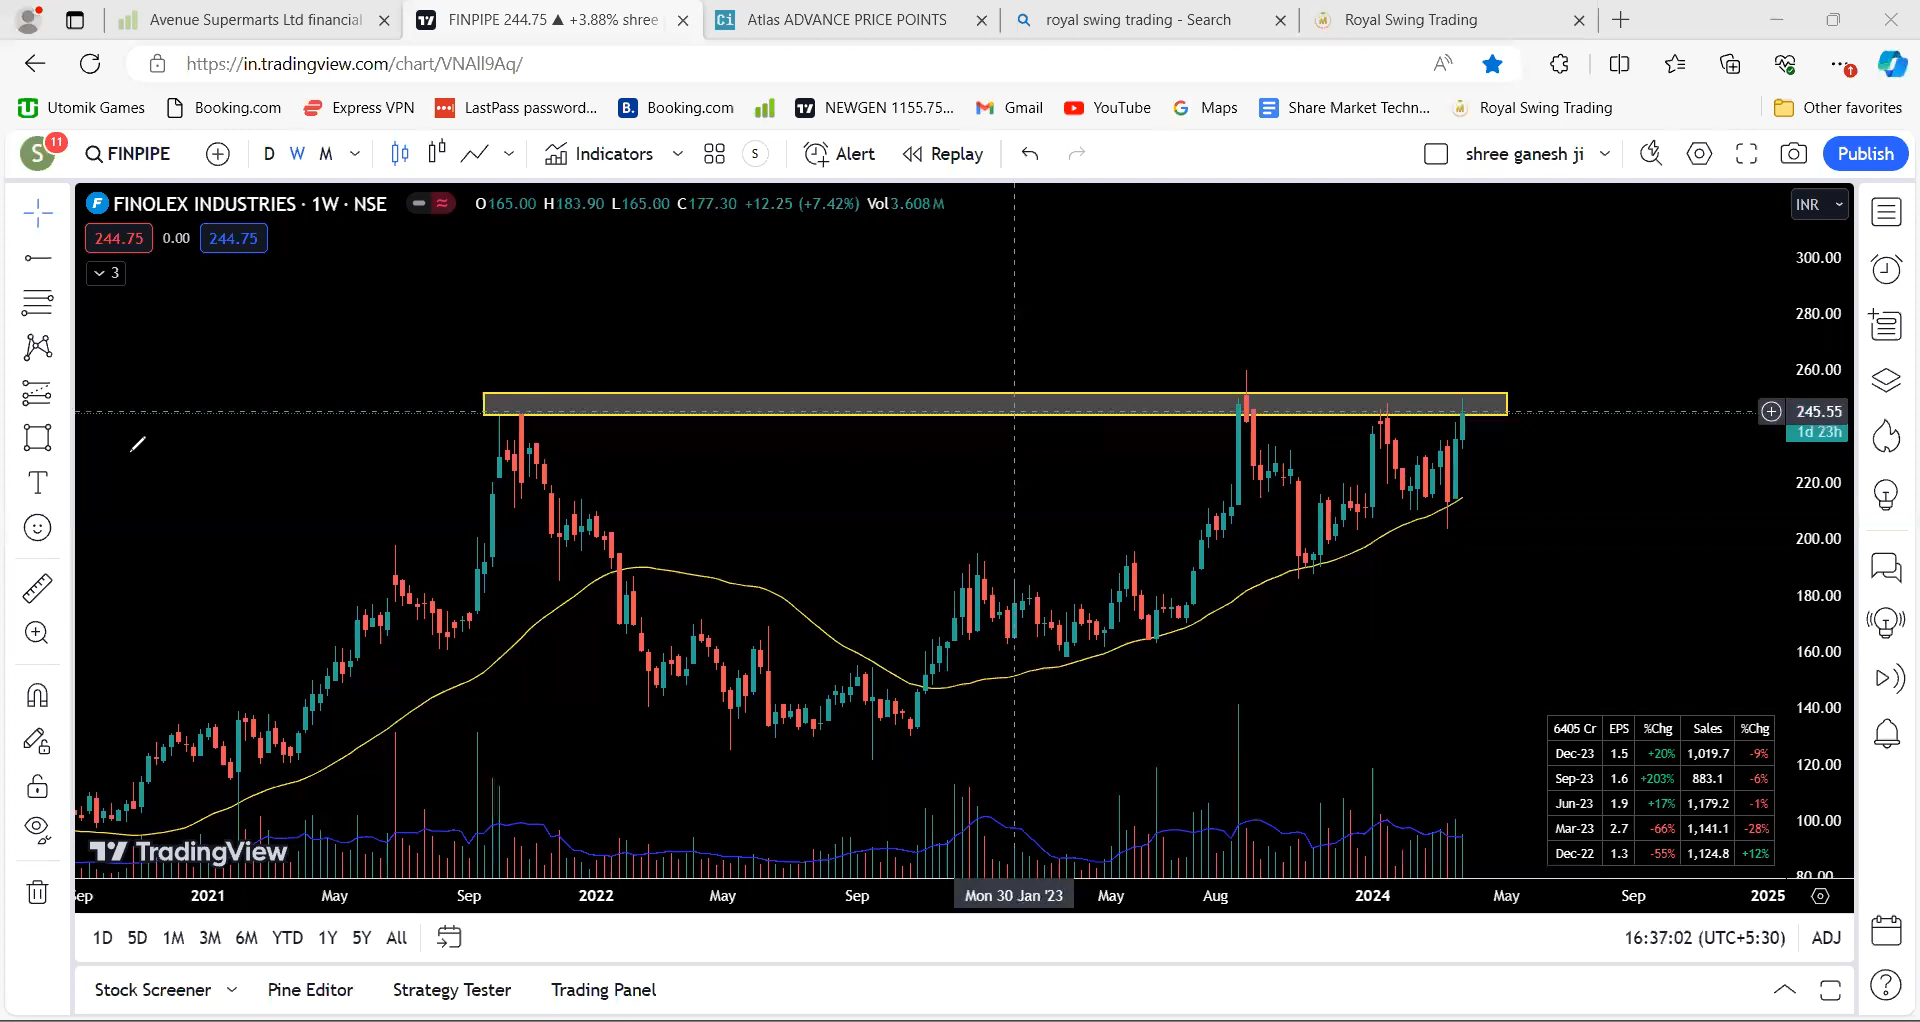 Avenue Supermarts Ltd financial
FINPIPE 244.75 ▲ +3.88% shree
Atlas ADVANCE PRICE POINTS
royal swing trading - Search
Royal Swing Trading
https://in.tradingview.com/chart/VNAll9Aq/
Utomik Games
Booking.com
Express VPN
LastPass password...
Booking.com
NEWGEN 1155.75...
Gmail
YouTube
Maps
Share Market Techn...
Royal Swing Trading
Other favorites
S 11
FINPIPE
D W M
Indicators
S
Alert
Replay
shree ganesh ji
Publish
FINOLEX INDUSTRIES · 1W · NSE
O165.00 H183.90 L165.00 C177.30 +12.25 (+7.42%) Vol3.608M
INR
244.75 0.00 244.75
3
300.00
280.00
260.00
245.55
1d 23h
220.00
200.00
180.00
160.00
140.00
120.00
100.00
80.00
6405 Cr EPS %Chg Sales %Chg
Dec-23 1.5 +20% 1,019.7 -9%
Sep-23 1.6 +203% 883.1 -6%
Jun-23 1.9 +17% 1,179.2 -1%
Mar-23 2.7 -66% 1,141.1 -28%
Dec-22 1.3 -55% 1,124.8 +12%
TradingView
Sep 2021 May Sep 2022 May Sep Mon 30 Jan '23 May Aug 2024 May Sep 2025
1D 5D 1M 3M 6M YTD 1Y 5Y All
16:37:02 (UTC+5:30) ADJ
Stock Screener Pine Editor Strategy Tester Trading Panel